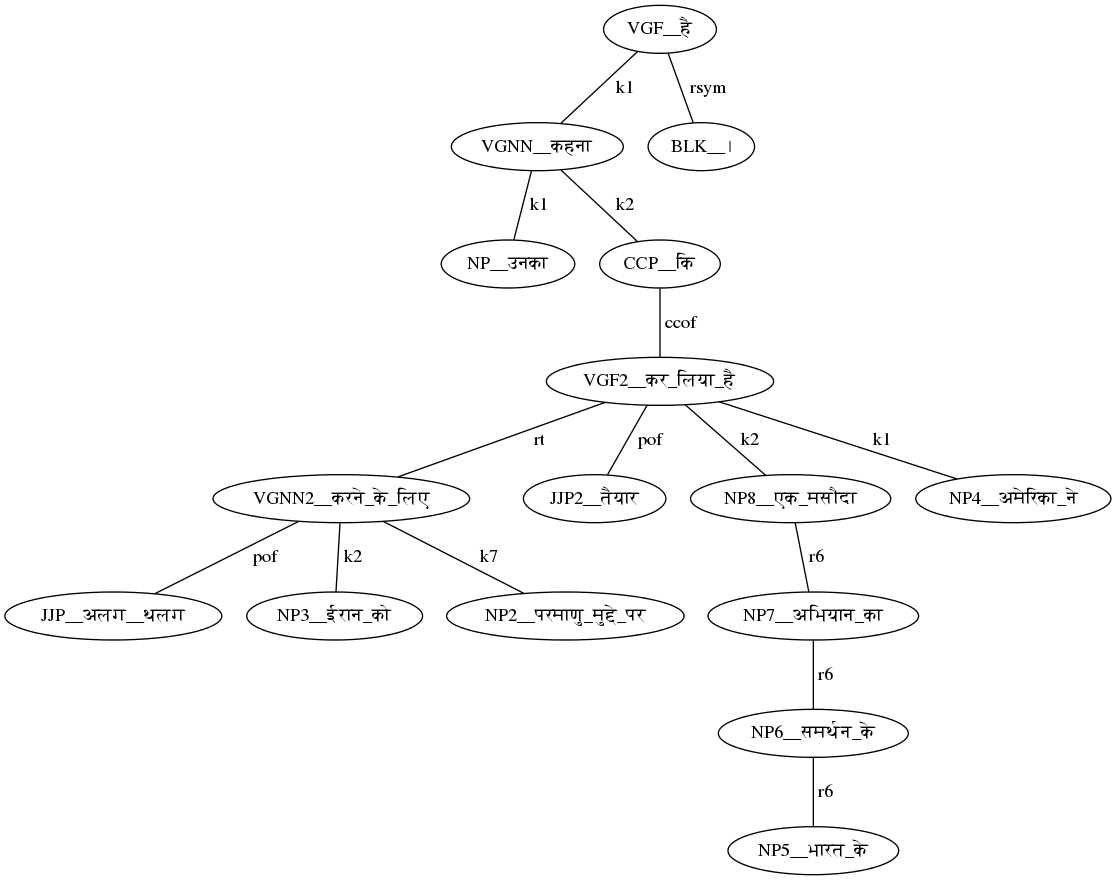 VGF__है
k1 rsym
VGNN__कहना BLK__।
k1 k2
NP__उनका CCP__कि
ccof
VGF2__कर_लिया_है
rt pof k2 k1
VGNN2__करने_के_लिए JJP2__तैयार NP8__एक_मसौदा NP4__अमेरिका_ने
pof k2 k7 r6
JJP__अलग__थलग NP3__ईरान_को NP2__परमाणु_मुद्दे_पर NP7__अभियान_का
r6
NP6__समर्थन_के
r6
NP5__भारत_के